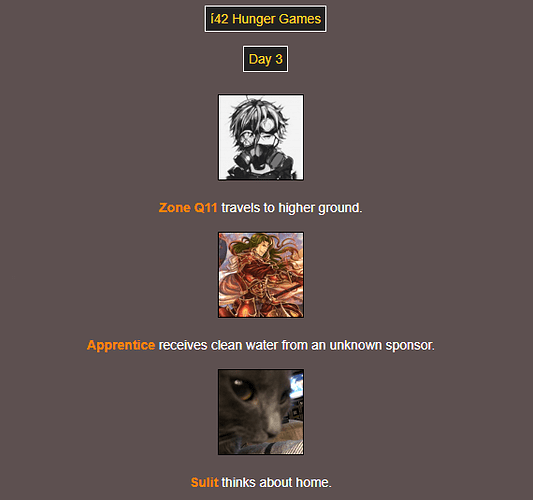 í42 Hunger Games
Day 3
Zone Q11 travels to higher ground.
Apprentice receives clean water from an unknown sponsor.
Sulit thinks about home.